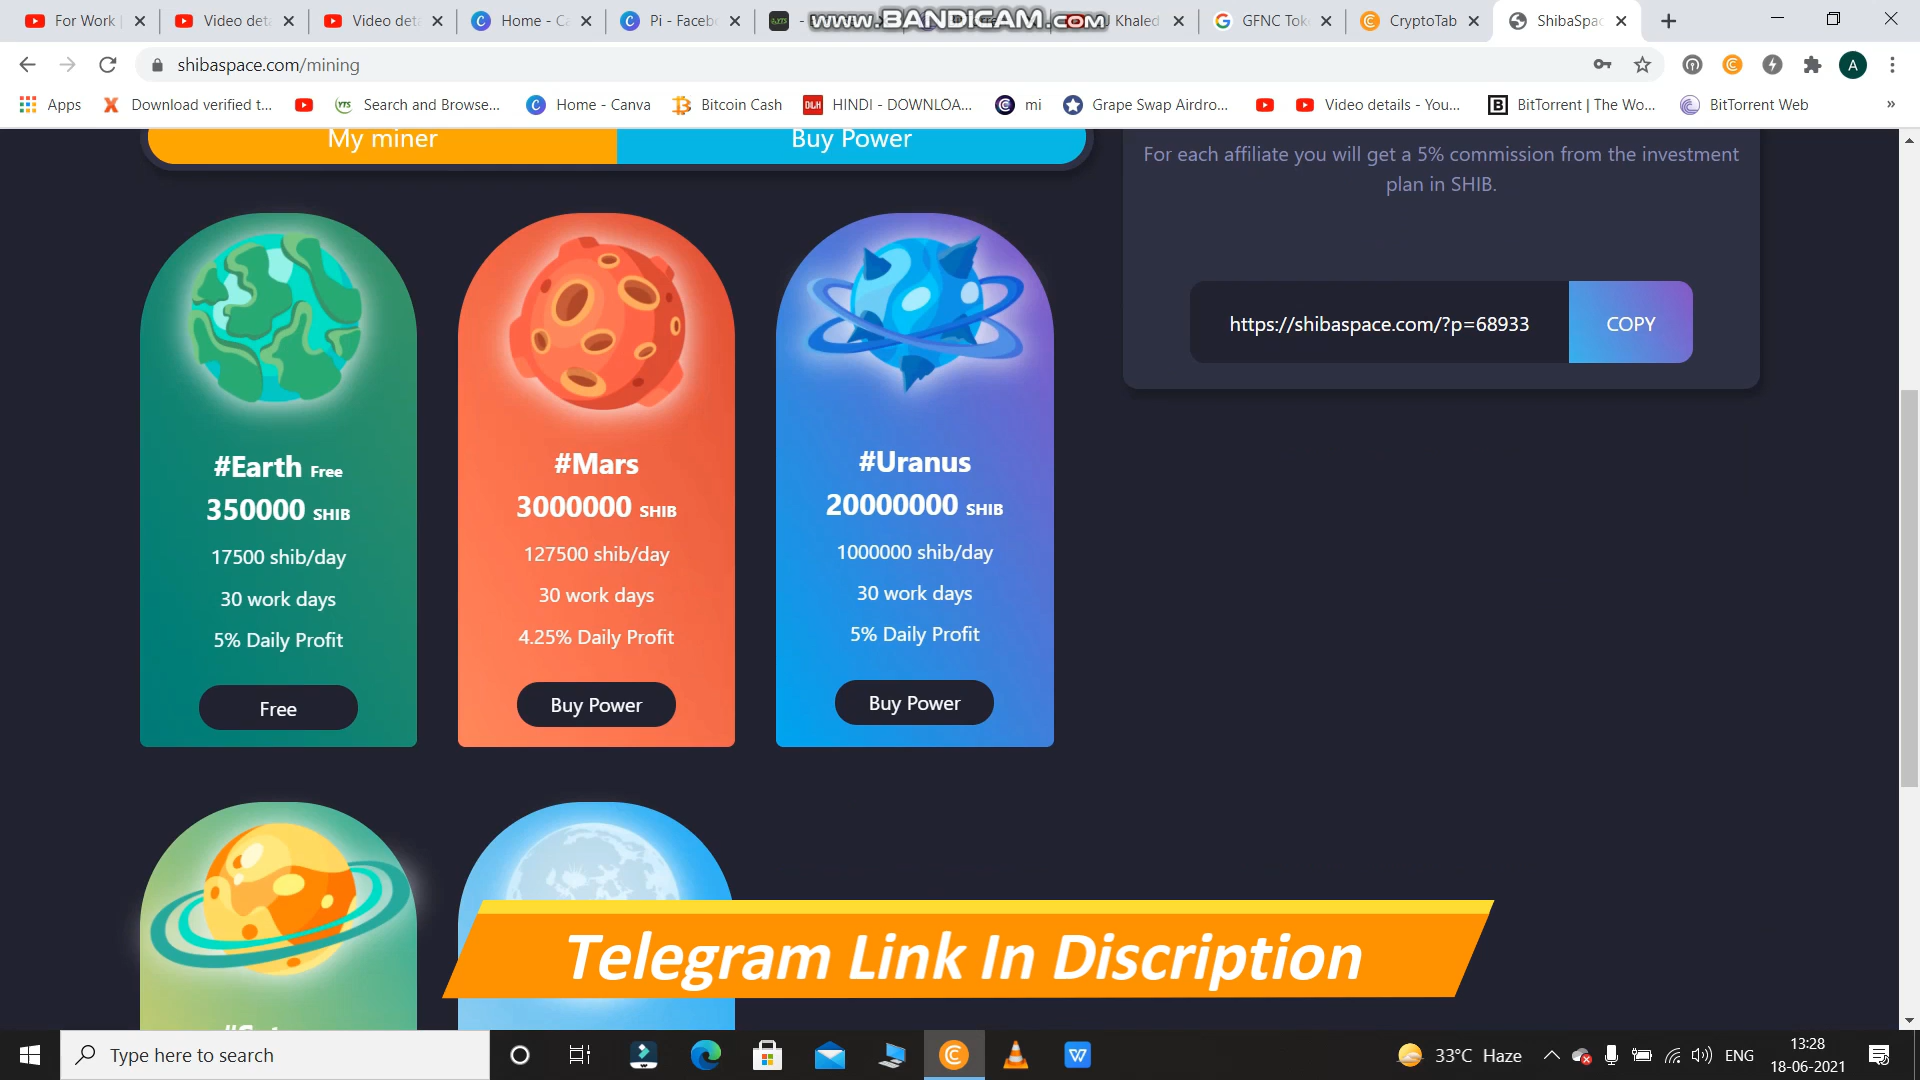 For Work
Video det
Video det
Home - C
Pi - Faceb
www.BANDICAM.com
Khaled
GFNC Tok
CryptoTab
ShibaSpac
shibaspace.com/mining
A
Apps
Download verified t...
Search and Browse...
Home - Canva
Bitcoin Cash
HINDI - DOWNLOA...
mi
Grape Swap Airdro...
Video details - You...
BitTorrent | The Wo...
BitTorrent Web
»
My miner
Buy Power
For each affiliate you will get a 5% commission from the investment
plan in SHIB.
https://shibaspace.com/?p=68933
COPY
#Earth Free
350000 SHIB
17500 shib/day
30 work days
5% Daily Profit
Free
#Mars
3000000 SHIB
127500 shib/day
30 work days
4.25% Daily Profit
Buy Power
#Uranus
20000000 SHIB
1000000 shib/day
30 work days
5% Daily Profit
Buy Power
Telegram Link In Discription
Type here to search
33°C Haze
ENG
13:28
18-06-2021